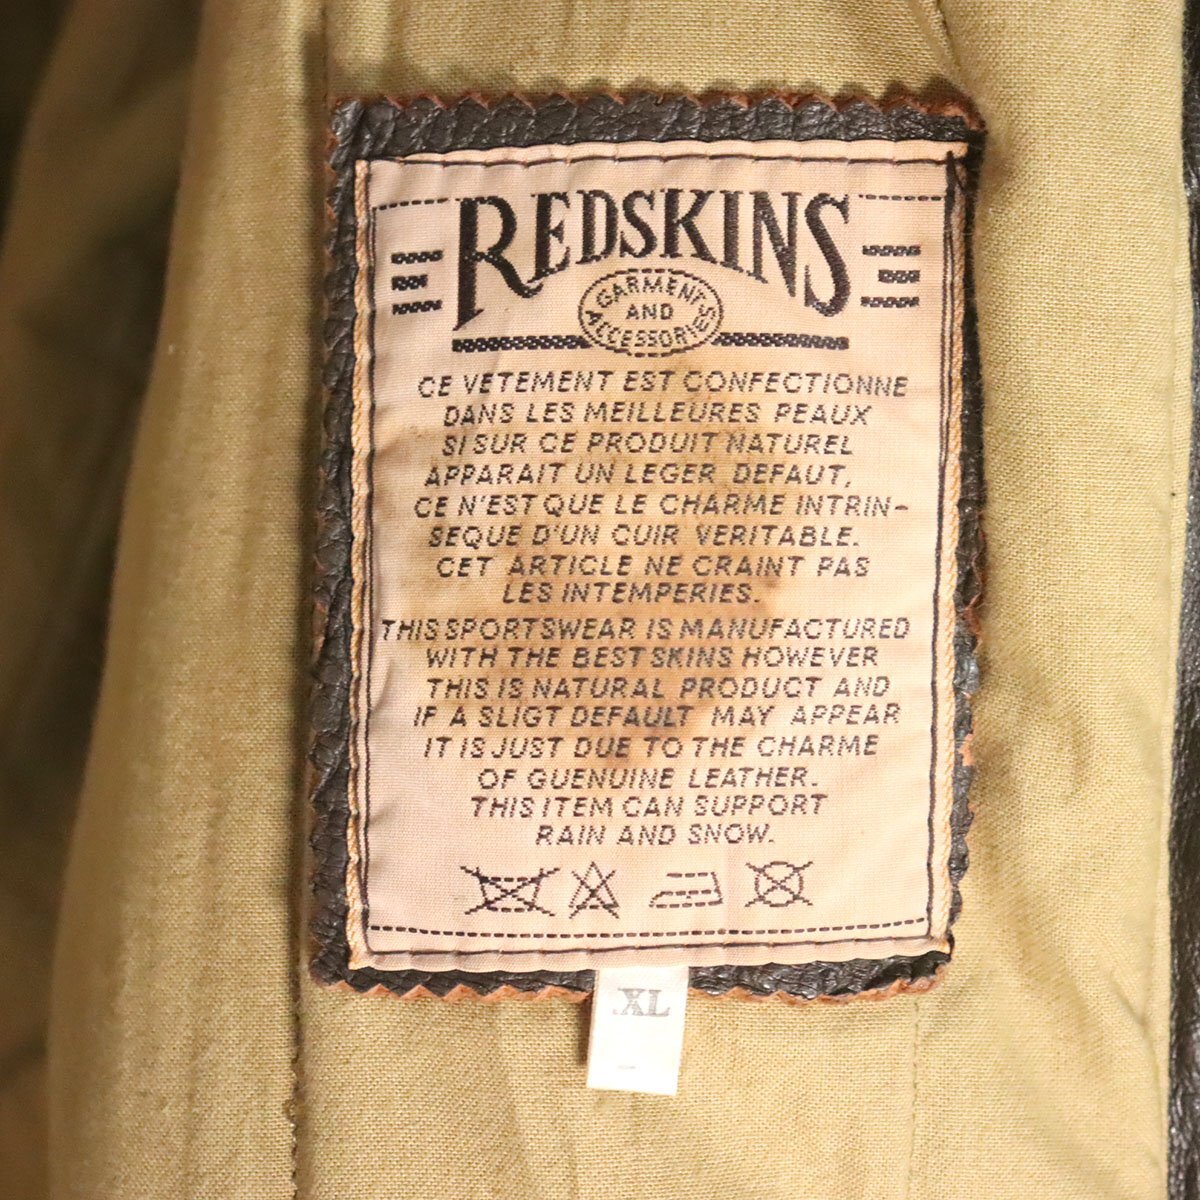 REDSKINS
GARMENTS
AND
ACCESSORIES
CE VETEMENT EST CONFECTIONNE
DANS LES MEILLEURES PEAUX
SI SUR CE PRODUIT NATUREL
APPARAIT UN LEGER DEFAUT,
CE N'EST QUE LE CHARME INTRIN-
SEQUE D'UN CUIR VERITABLE.
CET ARTICLE NE CRAINT PAS
LES INTEMPERIES.
THIS SPORTSWEAR IS MANUFACTURED
WITH THE BEST SKINS HOWEVER
THIS IS NATURAL PRODUCT AND
IF A SLIGT DEFAULT MAY APPEAR
IT IS JUST DUE TO THE CHARME
OF GUENUINE LEATHER.
THIS ITEM CAN SUPPORT
RAIN AND SNOW.
XL